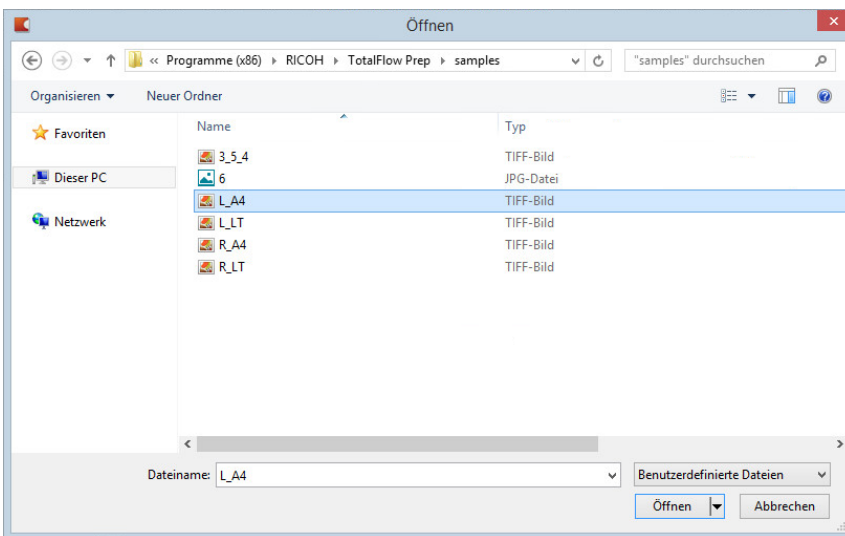 Öffnen
« Programme (x86) RICOH TotalFlow Prep samples "samples" durchsuchen
Organisieren Neuer Ordner
Favoriten
Dieser PC
Netzwerk
Name Typ
3_5_4 TIFF-Bild
6 JPG-Datei
L_A4 TIFF-Bild
L_LT TIFF-Bild
R_A4 TIFF-Bild
R_LT TIFF-Bild
Dateiname: L_A4 Benutzerdefinierte Dateien
Öffnen Abbrechen